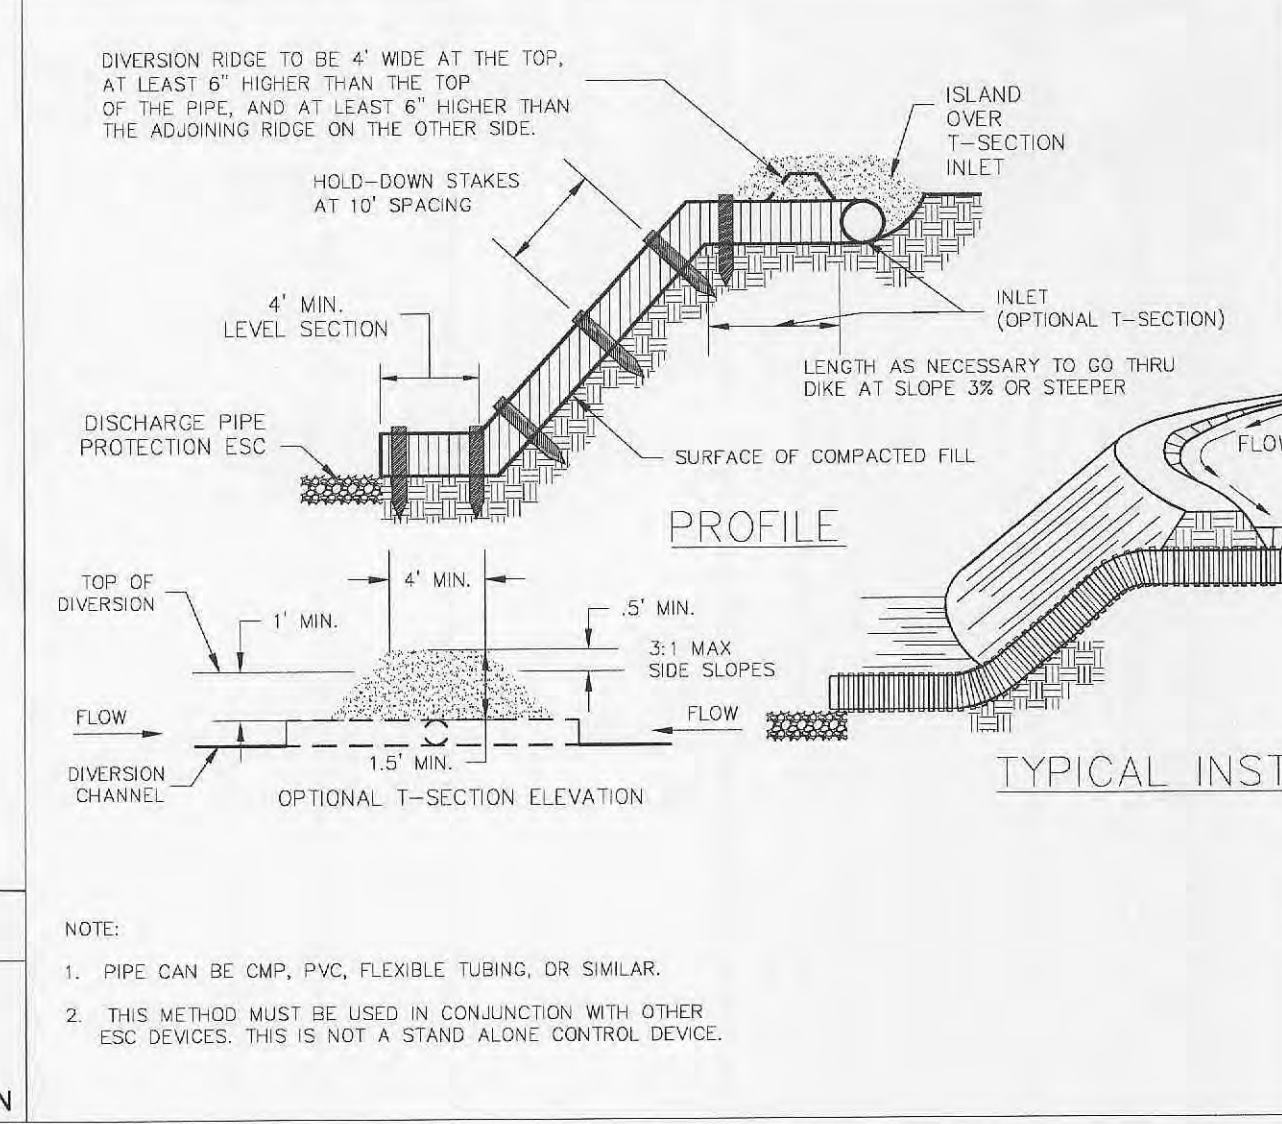 DIVERSION RIDGE TO BE 4' WIDE AT THE TOP,
AT LEAST 6" HIGHER THAN THE TOP
OF THE PIPE, AND AT LEAST 6" HIGHER THAN
THE ADJOINING RIDGE ON THE OTHER SIDE.
ISLAND
OVER
T-SECTION
INLET
HOLD-DOWN STAKES
AT 10' SPACING
4' MIN.
LEVEL SECTION
INLET
(OPTIONAL T-SECTION)
LENGTH AS NECESSARY TO GO THRU
DIKE AT SLOPE 3% OR STEEPER
DISCHARGE PIPE
PROTECTION ESC
SURFACE OF COMPACTED FILL
FLOW
PROFILE
TOP OF
DIVERSION
1' MIN.
4' MIN.
.5' MIN.
3:1 MAX
SIDE SLOPES
FLOW
FLOW
DIVERSION
CHANNEL
1.5' MIN.
OPTIONAL T-SECTION ELEVATION
TYPICAL INST
NOTE:
1. PIPE CAN BE CMP, PVC, FLEXIBLE TUBING, OR SIMILAR.
2. THIS METHOD MUST BE USED IN CONJUNCTION WITH OTHER
ESC DEVICES. THIS IS NOT A STAND ALONE CONTROL DEVICE.
N